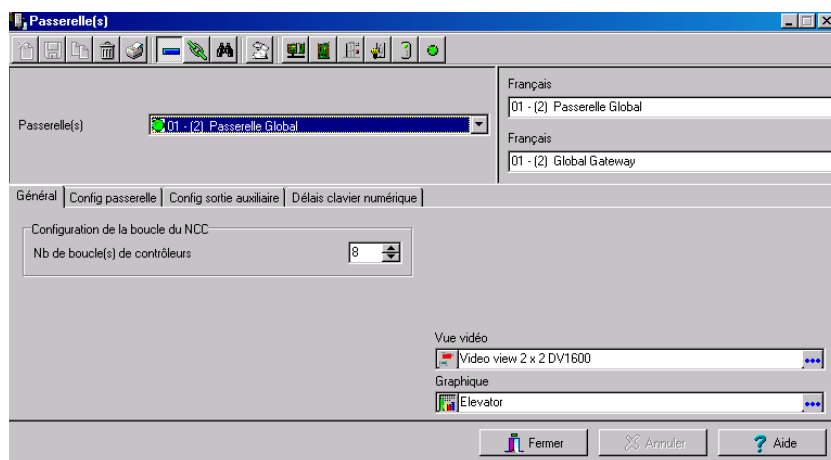 Passerelle(s)
Français
01 - (2) Passerelle Global
Passerelle(s)
01 - (2) Passerelle Global
Français
01 - (2) Global Gateway
Général
Config passerelle
Config sortie auxiliaire
Délais clavier numérique
Configuration de la boucle du NCC
Nb de boucle(s) de contrôleurs
8
Vue vidéo
Video view 2 x 2 DV1600
Graphique
Elevator
Fermer
Annuler
? Aide